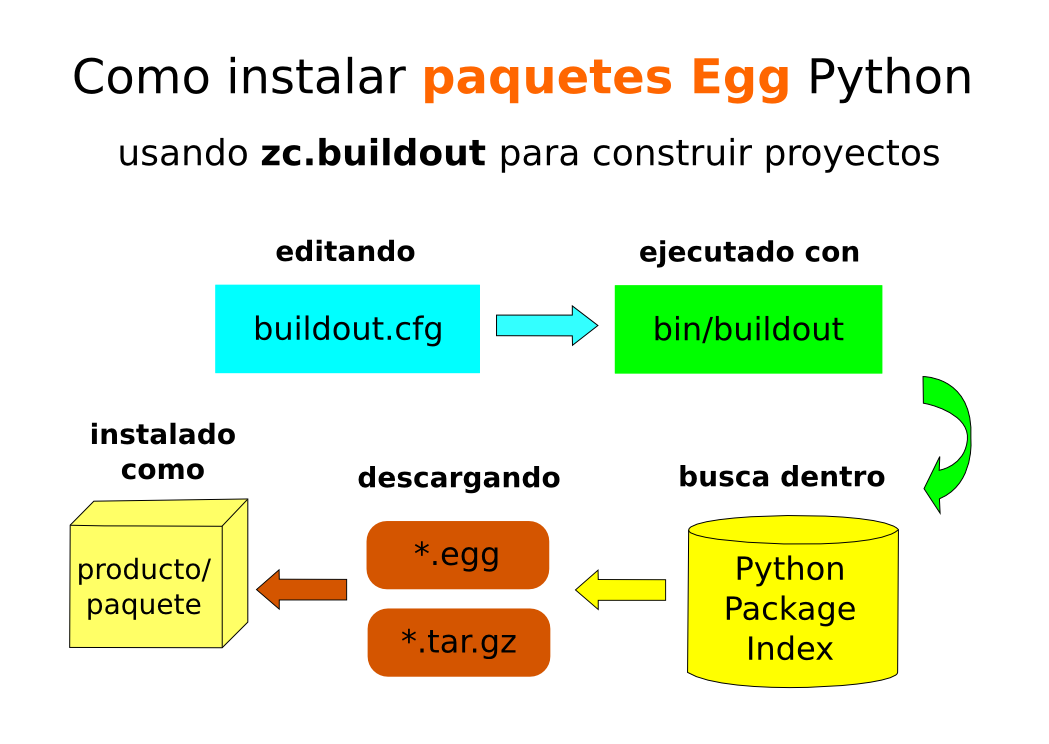 Como instalar paquetes Egg Python
usando zc.buildout para construir proyectos
editando
buildout.cfg
ejecutado con
bin/buildout
busca dentro
Python
Package
Index
descargando
*.egg
*.tar.gz
instalado
como
producto/
paquete